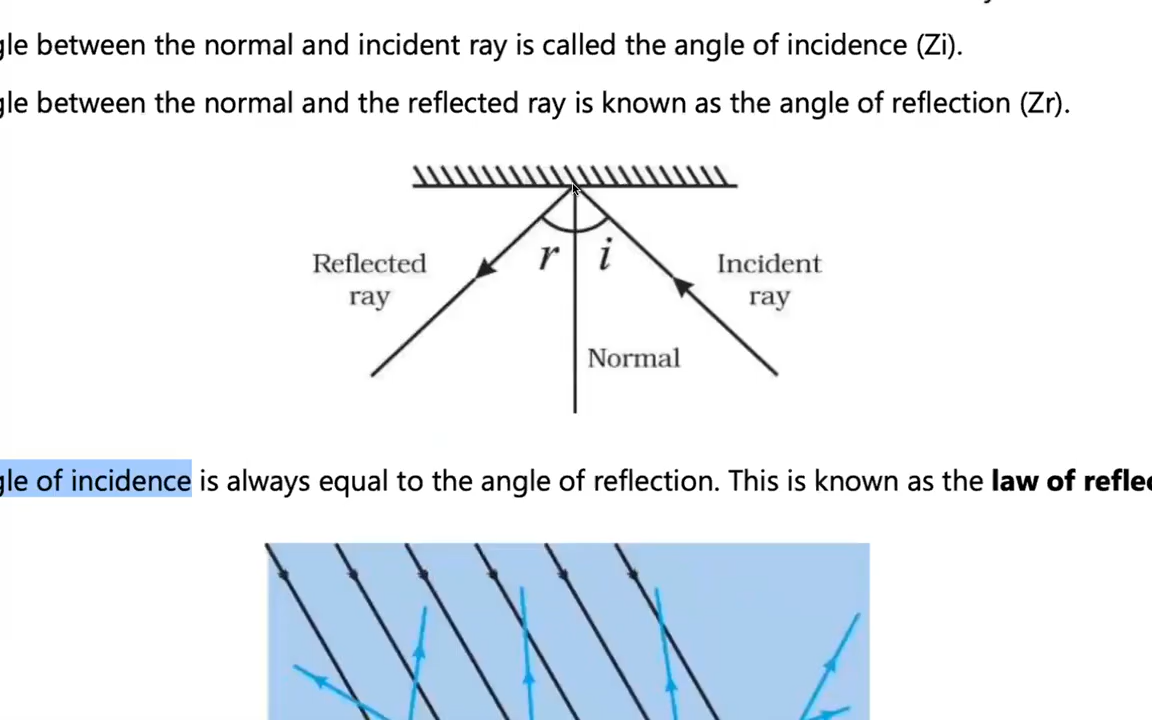 gle between the normal and incident ray is called the angle of incidence (Zi).
gle between the normal and the reflected ray is known as the angle of reflection (Zr).
Reflected
ray
r
i
Incident
ray
Normal
gle of incidence is always equal to the angle of reflection. This is known as the law of reflec